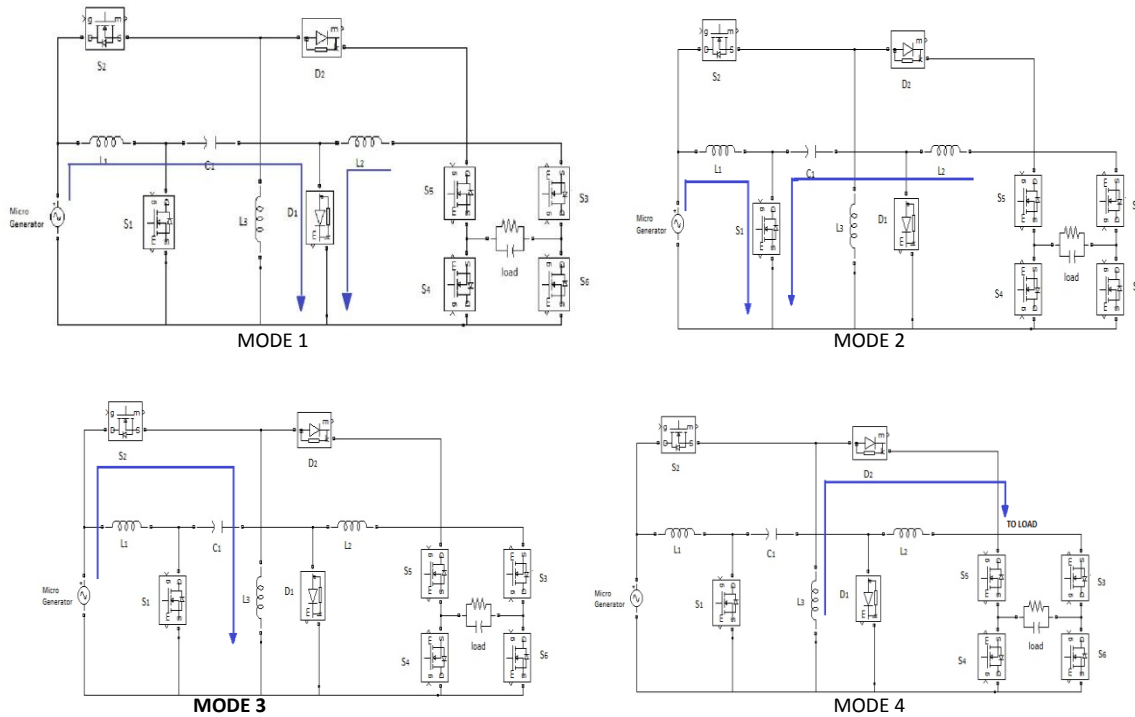 g m
D S
S2
D2
L1
C1
L2
S1
L3
D1
S5
S3
S4
S6
load
Micro
Generator
MODE 1
g m
D S
S2
D2
L1
C1
L2
S1
L3
D1
S5
S
S4
S
load
Micro
Generator
MODE 2
g m
D S
S2
D2
L1
C1
L2
S1
L3
D1
S5
S3
S4
S6
load
Micro
Generator
MODE 3
g m
D S
S2
D2
TO LOAD
L1
C1
L2
S1
L3
D1
S5
S3
S4
S6
load
Micro
Generator
MODE 4